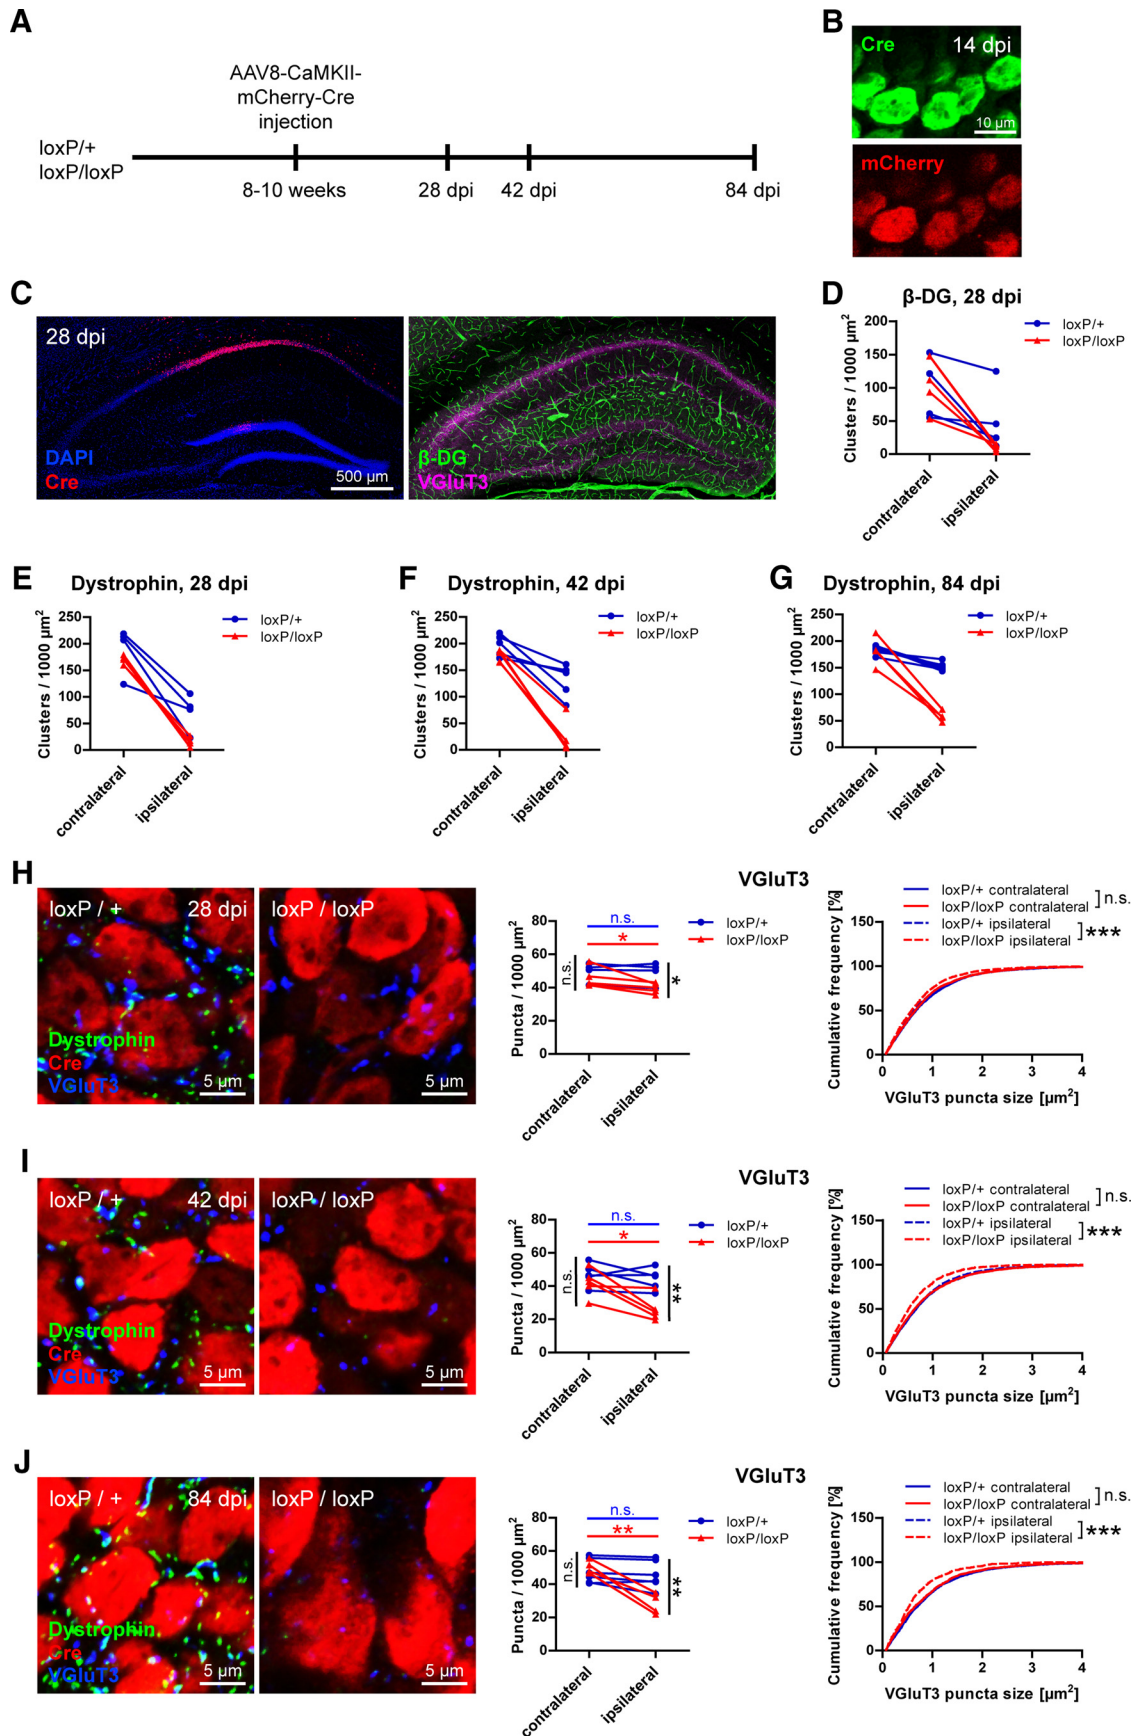 A
AAV8-CaMKII-
mCherry-Cre
injection
loxP/+
loxP/loxP
8-10 weeks
28 dpi
42 dpi
84 dpi
B
Cre
14 dpi
10 µm
mCherry
C
28 dpi
DAPI
Cre
500 µm
β-DG
VGluT3
D
β-DG, 28 dpi
Clusters / 1000 µm²
200
150
100
50
0
contralateral
ipsilateral
loxP/+
loxP/loxP
E
Dystrophin, 28 dpi
Clusters / 1000 µm²
250
200
150
100
50
0
contralateral
ipsilateral
loxP/+
loxP/loxP
F
Dystrophin, 42 dpi
Clusters / 1000 µm²
250
200
150
100
50
0
contralateral
ipsilateral
loxP/+
loxP/loxP
G
Dystrophin, 84 dpi
Clusters / 1000 µm²
250
200
150
100
50
0
contralateral
ipsilateral
loxP/+
loxP/loxP
H
loxP / +
28 dpi
Dystrophin
Cre
VGluT3
5 µm
loxP / loxP
5 µm
VGluT3
Puncta / 1000 µm²
80
60
40
20
0
n.s.
*
n.s.
*
contralateral
ipsilateral
loxP/+
loxP/loxP
loxP/+ contralateral
loxP/loxP contralateral
n.s.
loxP/+ ipsilateral
loxP/loxP ipsilateral
***
Cumulative frequency [%]
150
100
50
0
0
1
2
3
4
VGluT3 puncta size [µm²]
I
loxP / +
42 dpi
Dystrophin
Cre
VGluT3
5 µm
loxP / loxP
5 µm
VGluT3
Puncta / 1000 µm²
80
60
40
20
0
n.s.
*
n.s.
**
contralateral
ipsilateral
loxP/+
loxP/loxP
loxP/+ contralateral
loxP/loxP contralateral
n.s.
loxP/+ ipsilateral
loxP/loxP ipsilateral
***
Cumulative frequency [%]
150
100
50
0
0
1
2
3
4
VGluT3 puncta size [µm²]
J
loxP / +
84 dpi
Dystrophin
Cre
VGluT3
5 µm
loxP / loxP
5 µm
VGluT3
Puncta / 1000 µm²
80
60
40
20
0
n.s.
**
n.s.
**
contralateral
ipsilateral
loxP/+
loxP/loxP
loxP/+ contralateral
loxP/loxP contralateral
n.s.
loxP/+ ipsilateral
loxP/loxP ipsilateral
***
Cumulative frequency [%]
150
100
50
0
0
1
2
3
4
VGluT3 puncta size [µm²]